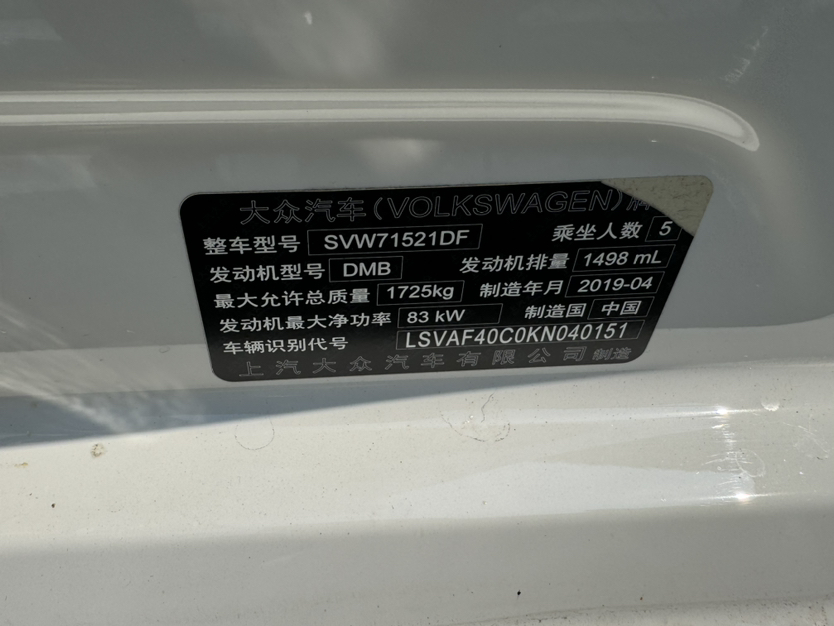 大众汽车(VOLKSWAGEN)牌
整车型号 SVW71521DF 乘坐人数 5
发动机型号 DMB 发动机排量 1498 mL
最大允许总质量 1725kg 制造年月 2019-04
发动机最大净功率 83 kW 制造国 中国
车辆识别代号 LSVAF40C0KN040151
上汽大众汽车有限公司 制造